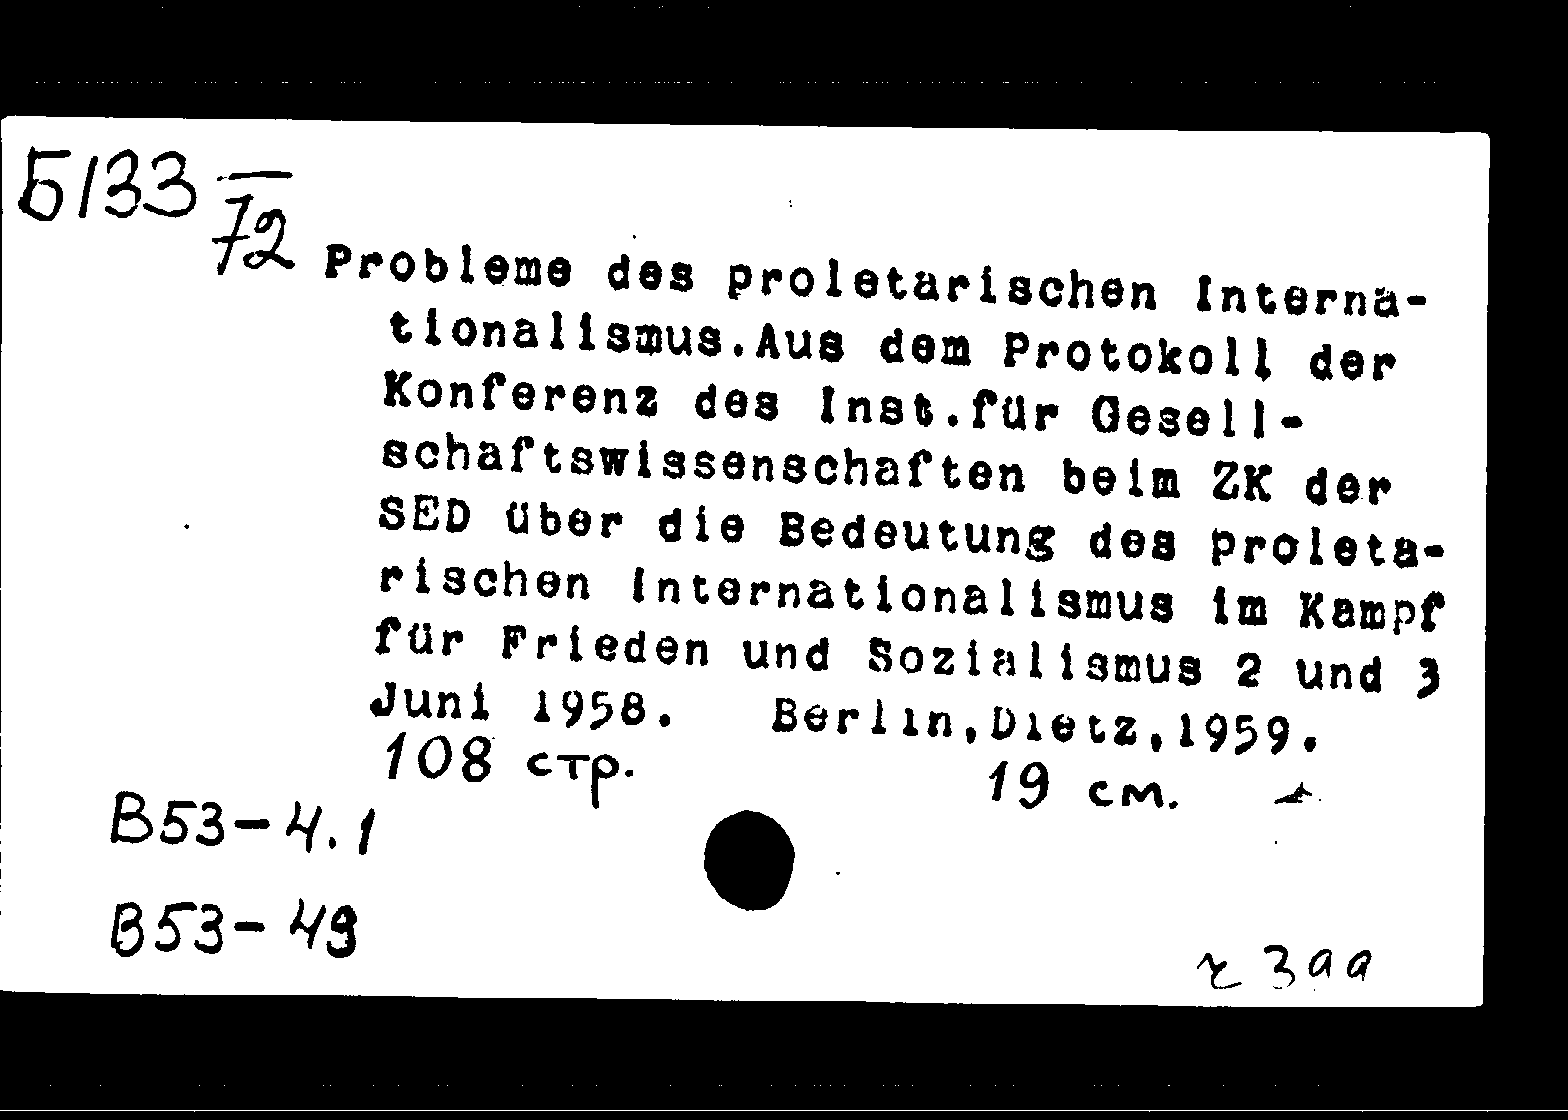 Б133 —
72
Probleme des proletarischen Interna-
tionalismus.Aus dem Protokoll der
Konferenz des Inst.für Gesell-
schaftswissenschaften beim ZK der
SED über die Bedeutung des proleta-
rischen Internationalismus im Kampf
für Frieden und Sozialismus 2 und 3
Juni 1958. Berlin,Dietz,1959.
108 стр. 19 см.
В53-4.1
В53-49